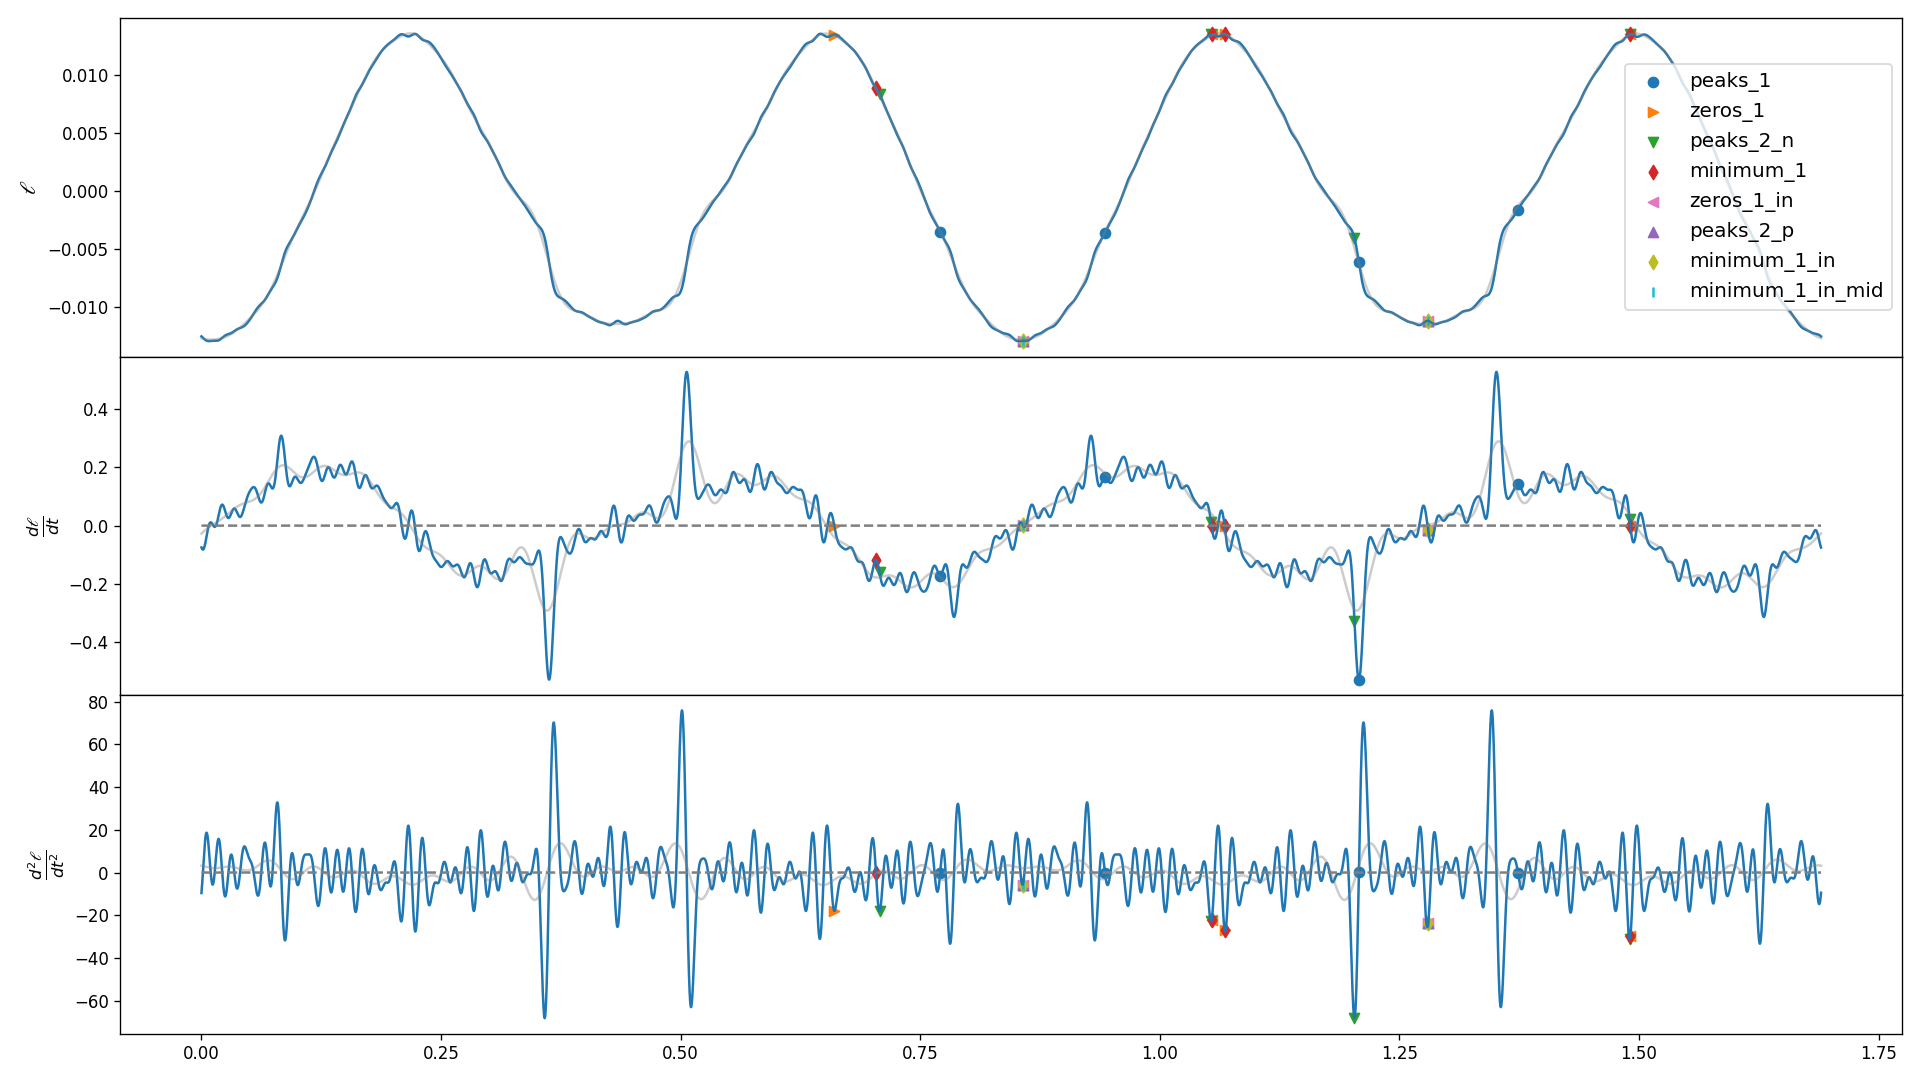 0.010
0.005
0.000
−0.005
−0.010
ℓ
peaks_1
zeros_1
peaks_2_n
minimum_1
zeros_1_in
peaks_2_p
minimum_1_in
minimum_1_in_mid
0.4
0.2
0.0
−0.2
−0.4
dℓ
dt
80
60
40
20
0
−20
−40
−60
d²ℓ
dt²
0.00 0.25 0.50 0.75 1.00 1.25 1.50 1.75